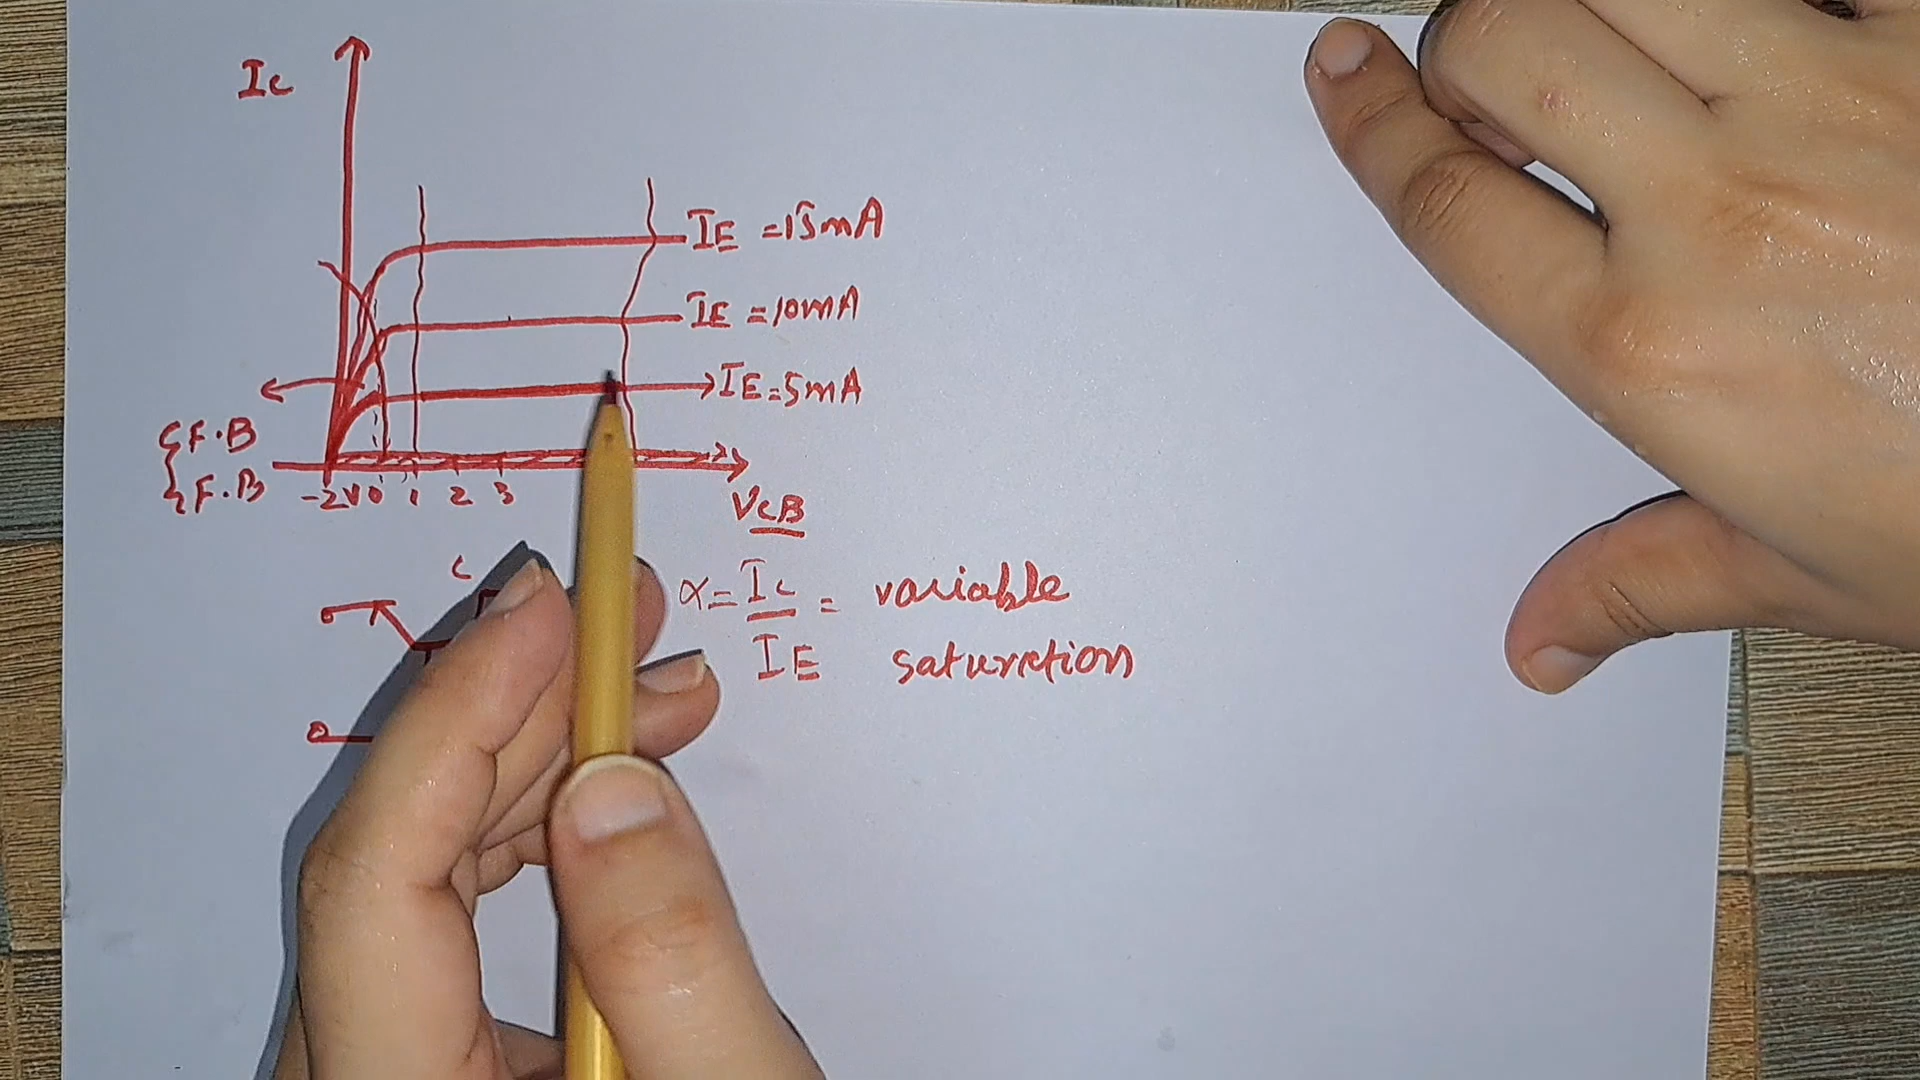 Ic
IE = 15mA
IE = 10mA
IE = 5mA
F.B
F.B
-2V 0 1 2 3
VCB
C
α = Ic = variable
IE saturation